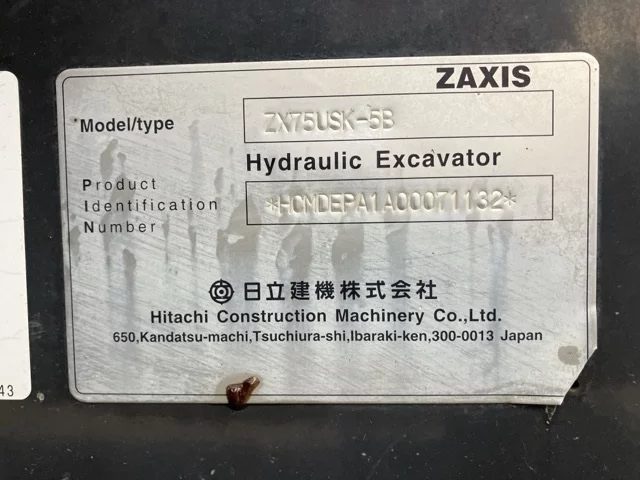 ZAXIS
Model/type ZX75USK-5B
Hydraulic Excavator
Product
Identification *HCMDEPA1A00071132*
Number
日立建機株式会社
Hitachi Construction Machinery Co.,Ltd.
650,Kandatsu-machi,Tsuchiura-shi,Ibaraki-ken,300-0013 Japan
43